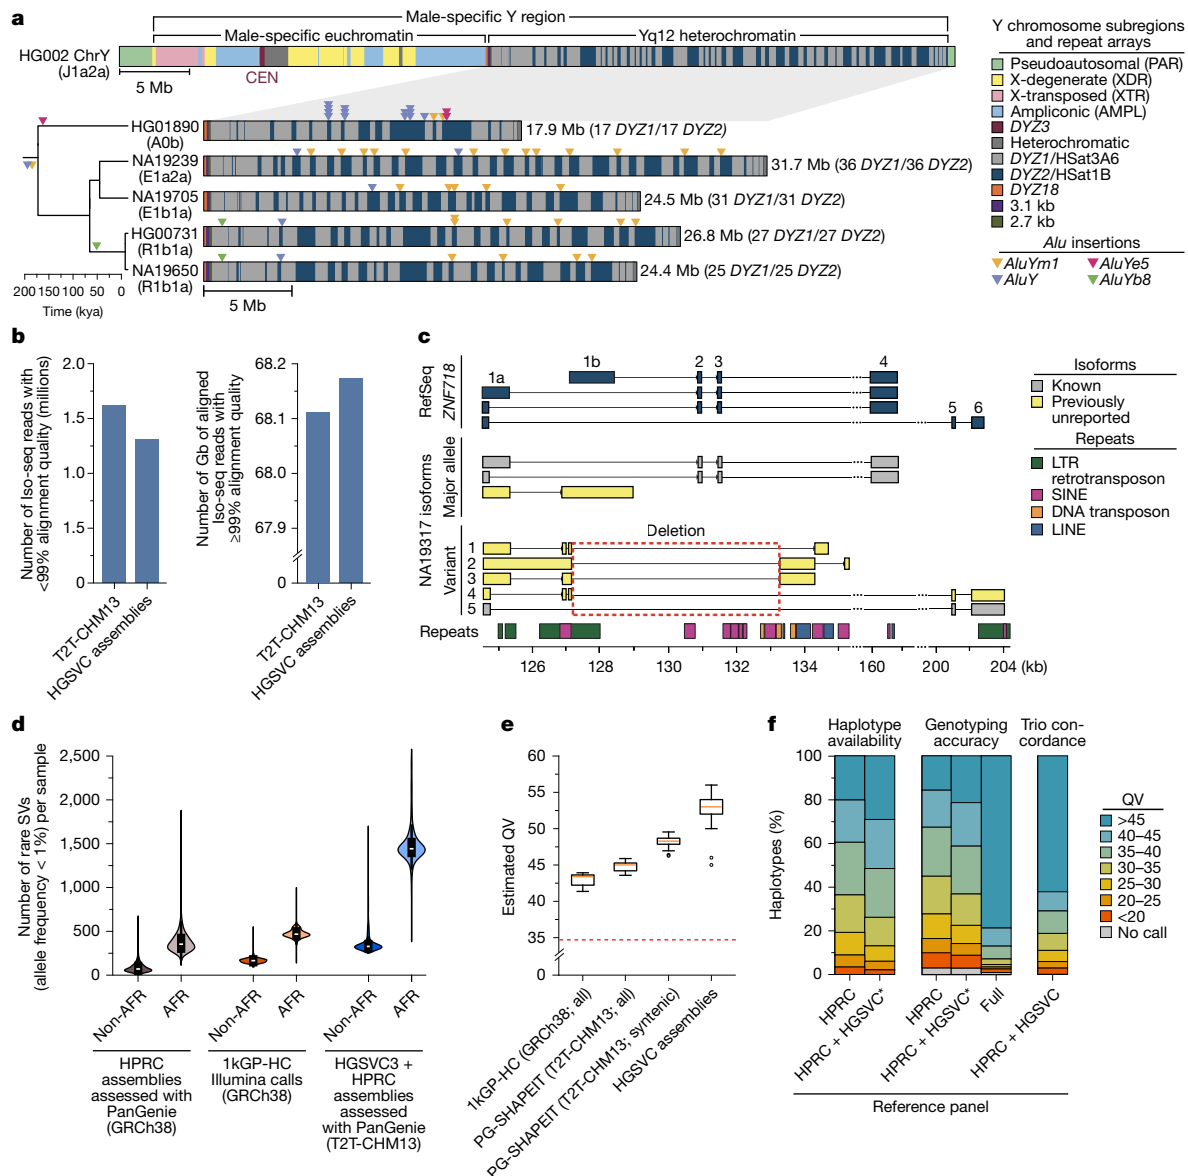 a
Male-specific Y region
Male-specific euchromatin
Yq12 heterochromatin
HG002 ChrY
(J1a2a)
CEN
5 Mb
HG01890
(A0b)
17.9 Mb (17 DYZ1/17 DYZ2)
NA19239
(E1a2a)
31.7 Mb (36 DYZ1/36 DYZ2)
NA19705
(E1b1a)
24.5 Mb (31 DYZ1/31 DYZ2)
HG00731
(R1b1a)
26.8 Mb (27 DYZ1/27 DYZ2)
NA19650
(R1b1a)
24.4 Mb (25 DYZ1/25 DYZ2)
200 150 100 50 0
Time (kya)
5 Mb
Y chromosome subregions
and repeat arrays
Pseudoautosomal (PAR)
X-degenerate (XDR)
X-transposed (XTR)
Ampliconic (AMPL)
DYZ3
Heterochromatic
DYZ1/HSat3A6
DYZ2/HSat1B
DYZ18
3.1 kb
2.7 kb
Alu insertions
AluYm1
AluYe5
AluY
AluYb8
b
Number of Iso-seq reads with
<99% alignment quality (millions)
2.0
1.5
1.0
1.5
0
T2T-CHM13
HGSVC assemblies
Number of Gb of aligned
Iso-seq reads with
≥99% alignment quality
68.2
68.1
68.0
67.9
0
T2T-CHM13
HGSVC assemblies
c
RefSeq
ZNF718
1a
1b
2
3
4
5
6
NA19317 isoforms
Major allele
Variant
Deletion
1
2
3
4
5
Repeats
126
128
130
132
134
160
200
204 (kb)
Isoforms
Known
Previously
unreported
Repeats
LTR
retrotransposon
SINE
DNA transposon
LINE
d
Number of rare SVs
(allele frequency < 1%) per sample
2,500
2,000
1,500
1,000
500
0
Non-AFR
AFR
Non-AFR
AFR
Non-AFR
AFR
HPRC
assemblies
assessed with
PanGenie
(GRCh38)
1kGP-HC
Illumina calls
(GRCh38)
HGSVC3 +
HPRC
assemblies
assessed
with PanGenie
(T2T-CHM13)
e
Estimated QV
60
55
50
45
40
35
0
1kGP-HC (GRCh38; all)
PG-SHAPEIT (T2T-CHM13; all)
PG-SHAPEIT (T2T-CHM13; syntenic)
HGSVC assemblies
f
Haplotype
availability
Genotyping
accuracy
Trio con-
cordance
Haplotypes (%)
100
80
60
40
20
0
HPRC
HPRC + HGSVC*
HPRC
HPRC + HGSVC*
Full
HPRC + HGSVC
Reference panel
QV
>45
40–45
35–40
30–35
25–30
20–25
<20
No call